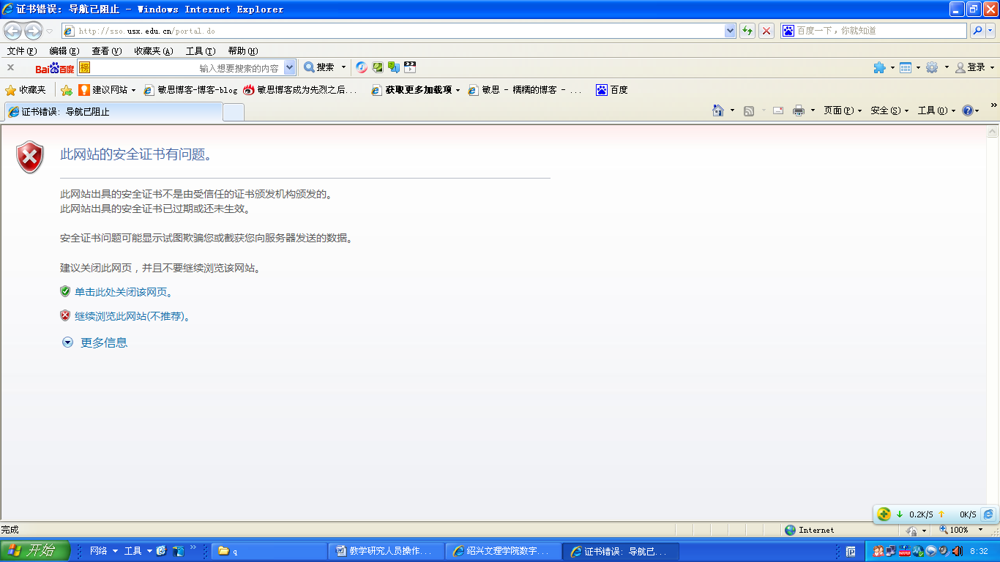 证书错误: 导航已阻止 - Windows Internet Explorer
http://sso.usx.edu.cn/portal.do
百度一下，你就知道
文件(F) 编辑(E) 查看(V) 收藏夹(A) 工具(T) 帮助(H)
x Bai百度 榜 输入想要搜索的内容 搜索 登录
收藏夹 建议网站 敏思博客-博客-blog 敏思博客成为先烈之后... 获取更多加载项 敏思 - 糯糯的博客 - ... 百度
证书错误: 导航已阻止 页面(P) 安全(S) 工具(O)
此网站的安全证书有问题。
此网站出具的安全证书不是由受信任的证书颁发机构颁发的。
此网站出具的安全证书已过期或还未生效。
安全证书问题可能显示试图欺骗您或截获您向服务器发送的数据。
建议关闭此网页，并且不要继续浏览该网站。
单击此处关闭该网页。
继续浏览此网站(不推荐)。
更多信息
0.2K/S 0K/S
完成 Internet 100%
开始 网络 工具 q 教学研究人员操作... 绍兴文理学院数字... 证书错误: 导航已... 8:32